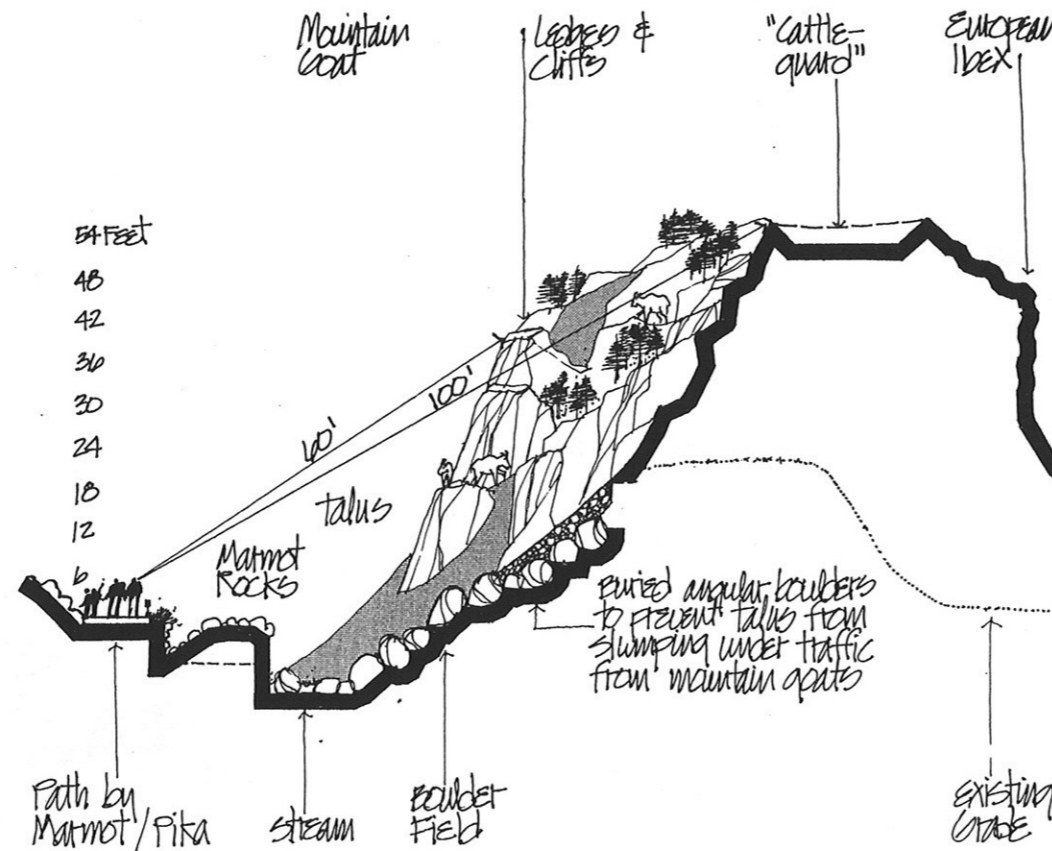 Mountain
Goat
Ledges &
Cliffs
"Cattle-
guard"
European
Ibex
54 Feet
48
42
36
30
24
18
12
6
60'
100'
talus
Marmot
Rocks
Buried angular boulders
to prevent talus from
slumping under traffic
from mountain goats
Path by
Marmot/Pika
stream
Boulder
Field
Existing
Grade